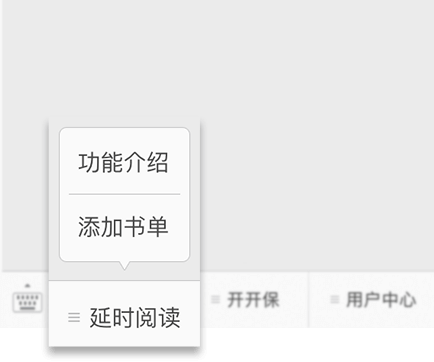 功能介绍
添加书单
延时阅读
开开保
用户中心